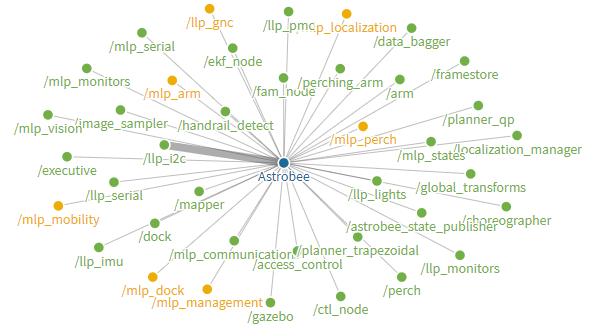 /llp_gnc
/llp_pmc
/mlp_localization
/mlp_serial
/data_bagger
/ekf_node
/mlp_monitors
/perching_arm
/framestore
/mlp_arm
/fam_node
/arm
/mlp_vision
/image_sampler
/handrail_detect
/planner_qp
/mlp_perch
/mlp_states
/localization_manager
/llp_i2c
/executive
Astrobee
/llp_serial
/mapper
/llp_lights
/global_transforms
/mlp_mobility
/choreographer
/dock
/astrobee_state_publisher
/llp_imu
/mlp_communications
/access_control
/planner_trapezoidal
/llp_monitors
/mlp_dock
/mlp_management
/perch
/gazebo
/ctl_node